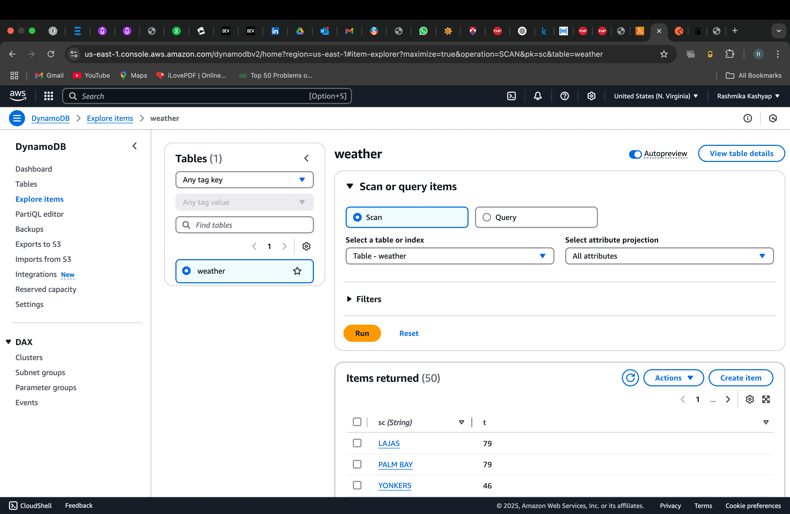 us-east-1.console.aws.amazon.com/dynamodbv2/home?region=us-east-1#item-explorer?maximize=true&operation=SCAN&pk=sc&table=weather
Gmail YouTube Maps iLovePDF | Online... Top 50 Problems o... All Bookmarks
aws Search [Option+S] United States (N. Virginia) Rashmika Kashyap
DynamoDB > Explore items > weather
DynamoDB
Dashboard
Tables
Explore items
PartiQL editor
Backups
Exports to S3
Imports from S3
Integrations New
Reserved capacity
Settings
DAX
Clusters
Subnet groups
Parameter groups
Events
Tables (1)
Any tag key
Any tag value
Find tables
1
weather
weather
Autopreview View table details
Scan or query items
Scan Query
Select a table or index Select attribute projection
Table - weather All attributes
Filters
Run Reset
Items returned (50) Actions Create item
1 ...
sc (String) t
LAJAS 79
PALM BAY 79
YONKERS 46
CloudShell Feedback © 2025, Amazon Web Services, Inc. or its affiliates. Privacy Terms Cookie preferences